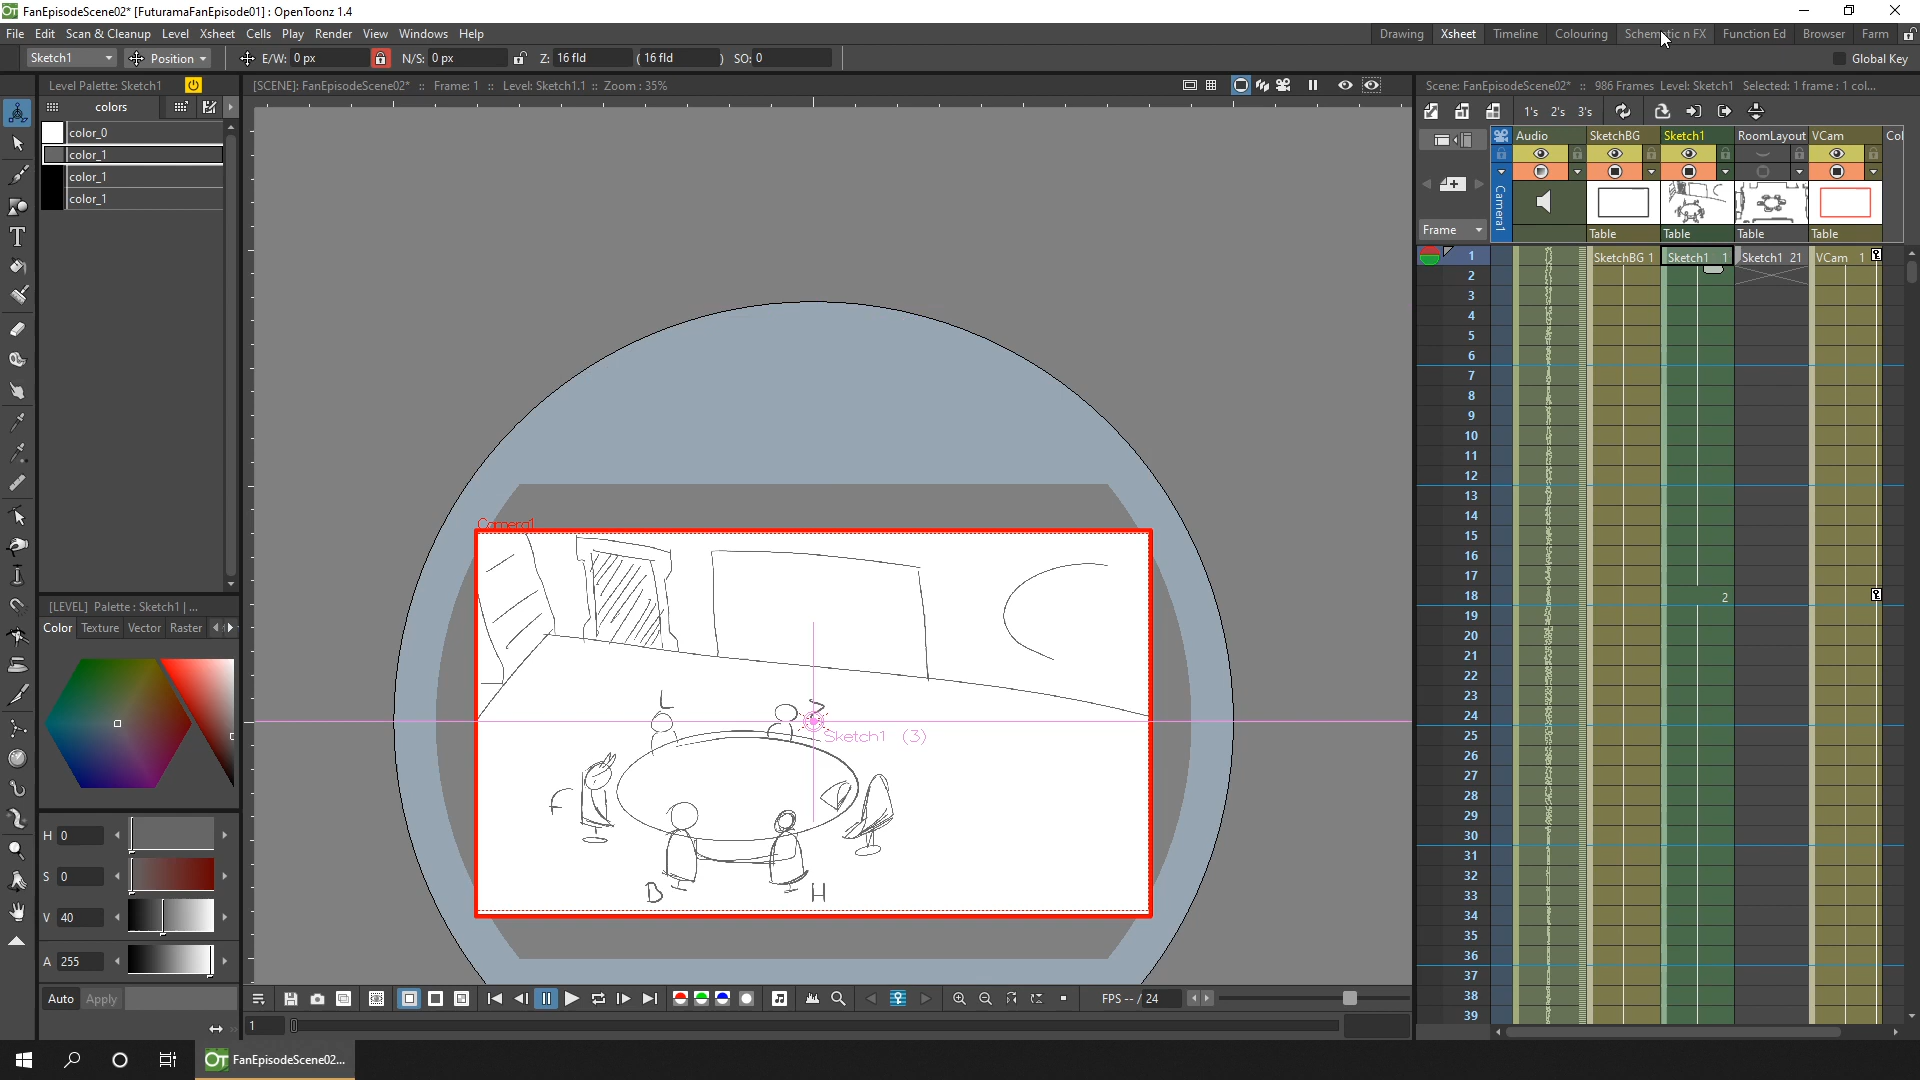 FanEpisodeScene02* [FuturamaFanEpisode01] : OpenToonz 1.4
File Edit Scan & Cleanup Level Xsheet Cells Play Render View Windows Help
Drawing Xsheet Timeline Colouring Schematic n FX Function Ed Browser Farm
Sketch1 Position E/W: 0 px N/S: 0 px Z: 16 fld ( 16 fld ) SO: 0 Global Key
Level Palette: Sketch1
[SCENE]: FanEpisodeScene02* :: Frame: 1 :: Level: Sketch1.1 :: Zoom : 35%
Scene: FanEpisodeScene02* :: 986 Frames Level: Sketch1 Selected: 1 frame : 1 col...
colors
color_0
color_1
color_1
color_1
1's 2's 3's
Audio SketchBG Sketch1 RoomLayout VCam Col
Camera1
Frame
Table Table Table Table
1 SketchBG 1 Sketch1 1 Sketch1 21 VCam 1
2
3
4
5
6
7
8
9
10
11
12
13
14
15
16
17
18 2
19
20
21
22
23
24
25
26
27
28
29
30
31
32
33
34
35
36
37
38
39
Camera1
L
Sketch1 (3)
F
B H
[LEVEL] Palette : Sketch1 | ...
Color Texture Vector Raster
H 0
S 0
V 40
A 255
Auto Apply
FPS -- / 24
1
OT FanEpisodeScene02...